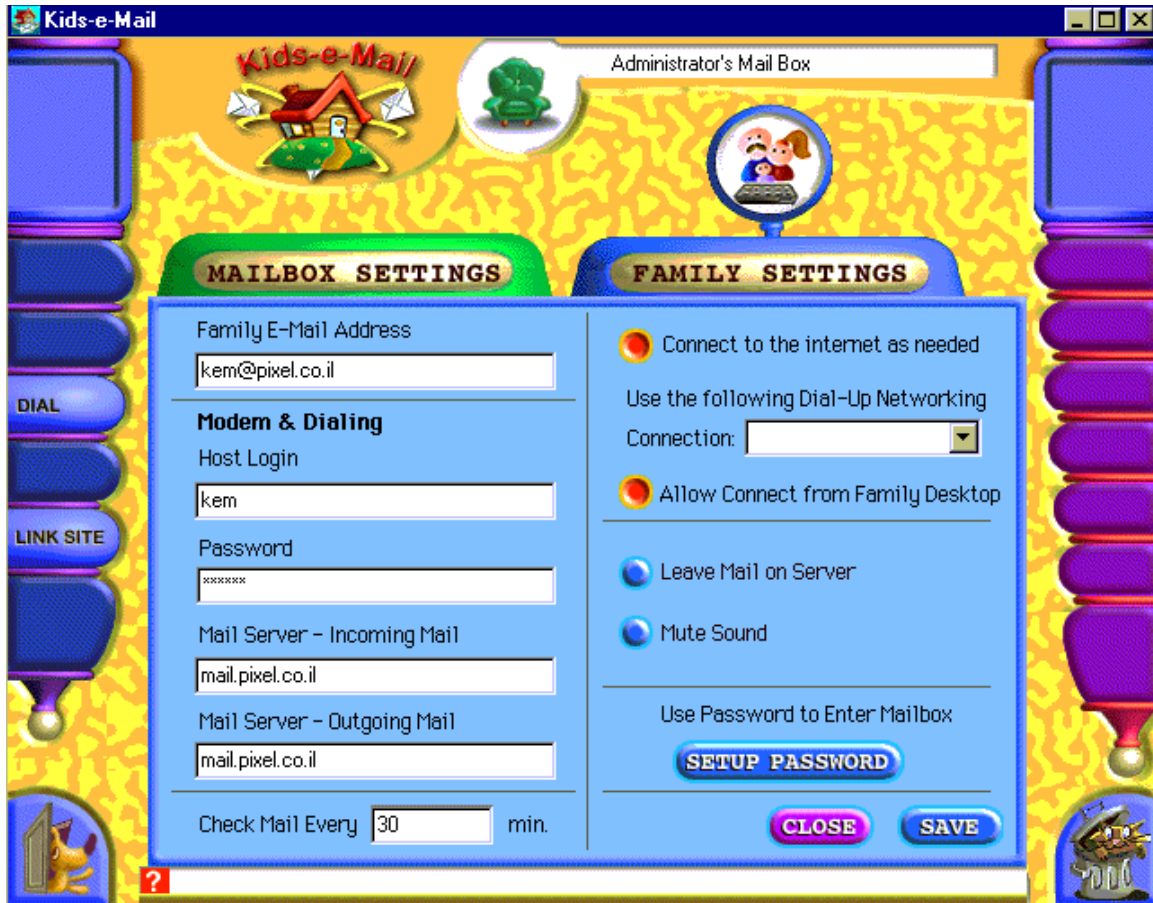 Kids-e-Mail
Kids-e-Mail
Administrator's Mail Box
MAILBOX SETTINGS
FAMILY SETTINGS
Family E-Mail Address
kem@pixel.co.il
Modem & Dialing
Host Login
kem
Password
××××××
Mail Server - Incoming Mail
mail.pixel.co.il
Mail Server - Outgoing Mail
mail.pixel.co.il
Check Mail Every 30 min.
Connect to the internet as needed
Use the following Dial-Up Networking
Connection:
Allow Connect from Family Desktop
Leave Mail on Server
Mute Sound
Use Password to Enter Mailbox
SETUP PASSWORD
CLOSE SAVE
DIAL
LINK SITE
?